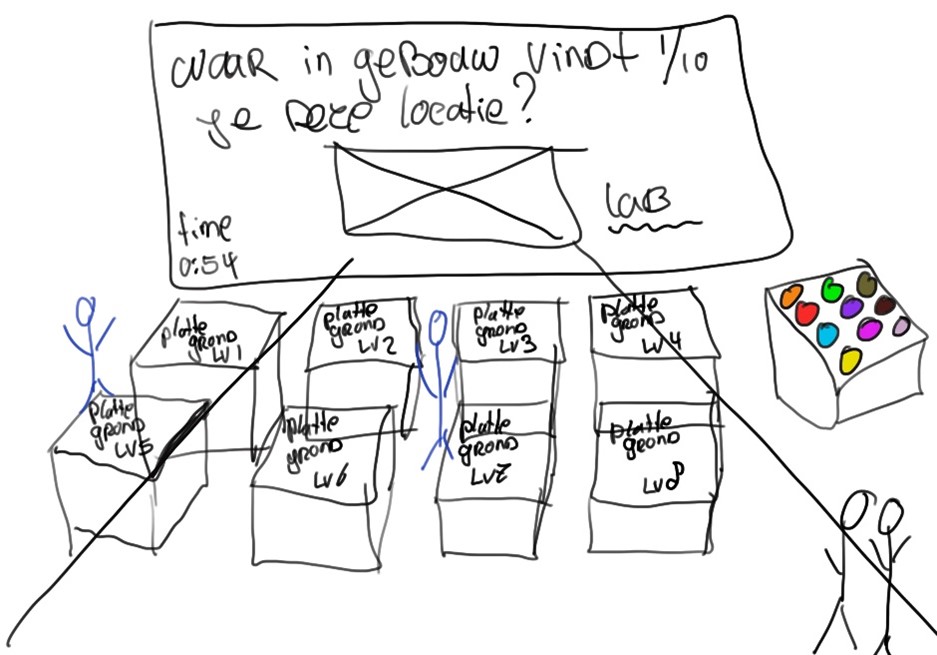 waar in gebouw vindt 1/10
je deze locatie?
lab
time
0:54
platte
grond
LV1
platte
grond
LV2
platte
grond
LV3
platte
grond
LV4
platte
grond
LV5
platte
grond
LV6
platte
grond
LV7
platte
grond
LV8